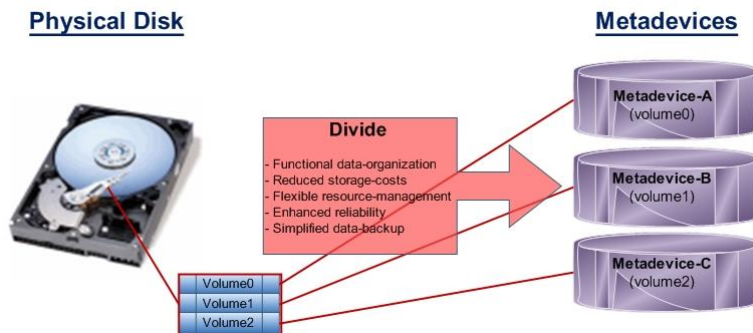 Physical Disk
Metadevices
Divide
- Functional data-organization
- Reduced storage-costs
- Flexible resource-management
- Enhanced reliability
- Simplified data-backup
Metadevice-A
(volume0)
Metadevice-B
(volume1)
Metadevice-C
(volume2)
Volume0
Volume1
Volume2